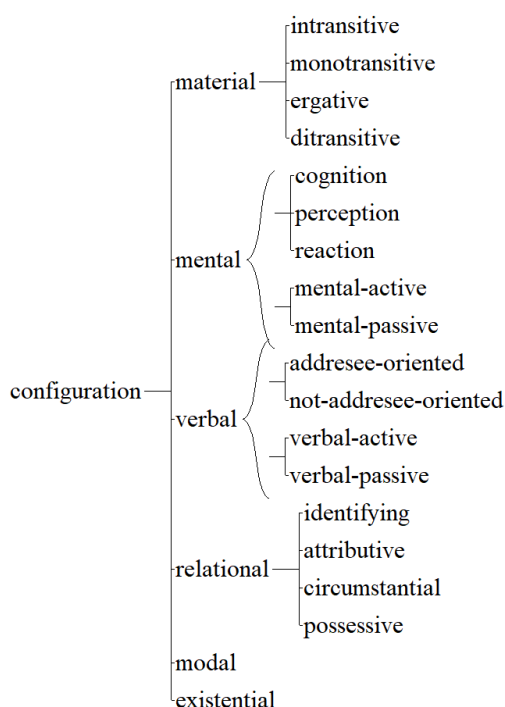 intransitive
monotransitive
material
ergative
ditransitive
cognition
perception
reaction
mental
mental-active
mental-passive
addresee-oriented
configuration
not-addresee-oriented
verbal
verbal-active
verbal-passive
identifying
attributive
relational
circumstantial
possessive
modal
existential